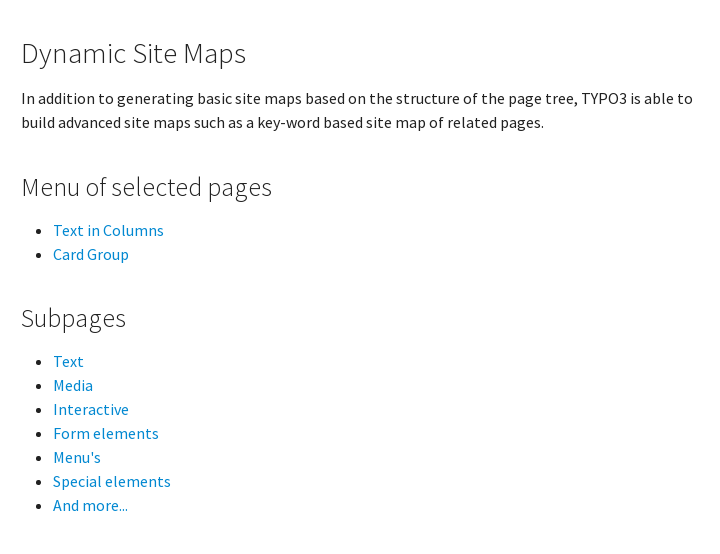 Dynamic Site Maps
In addition to generating basic site maps based on the structure of the page tree, TYPO3 is able to
build advanced site maps such as a key-word based site map of related pages.
Menu of selected pages
Text in Columns
Card Group
Subpages
Text
Media
Interactive
Form elements
Menu's
Special elements
And more...